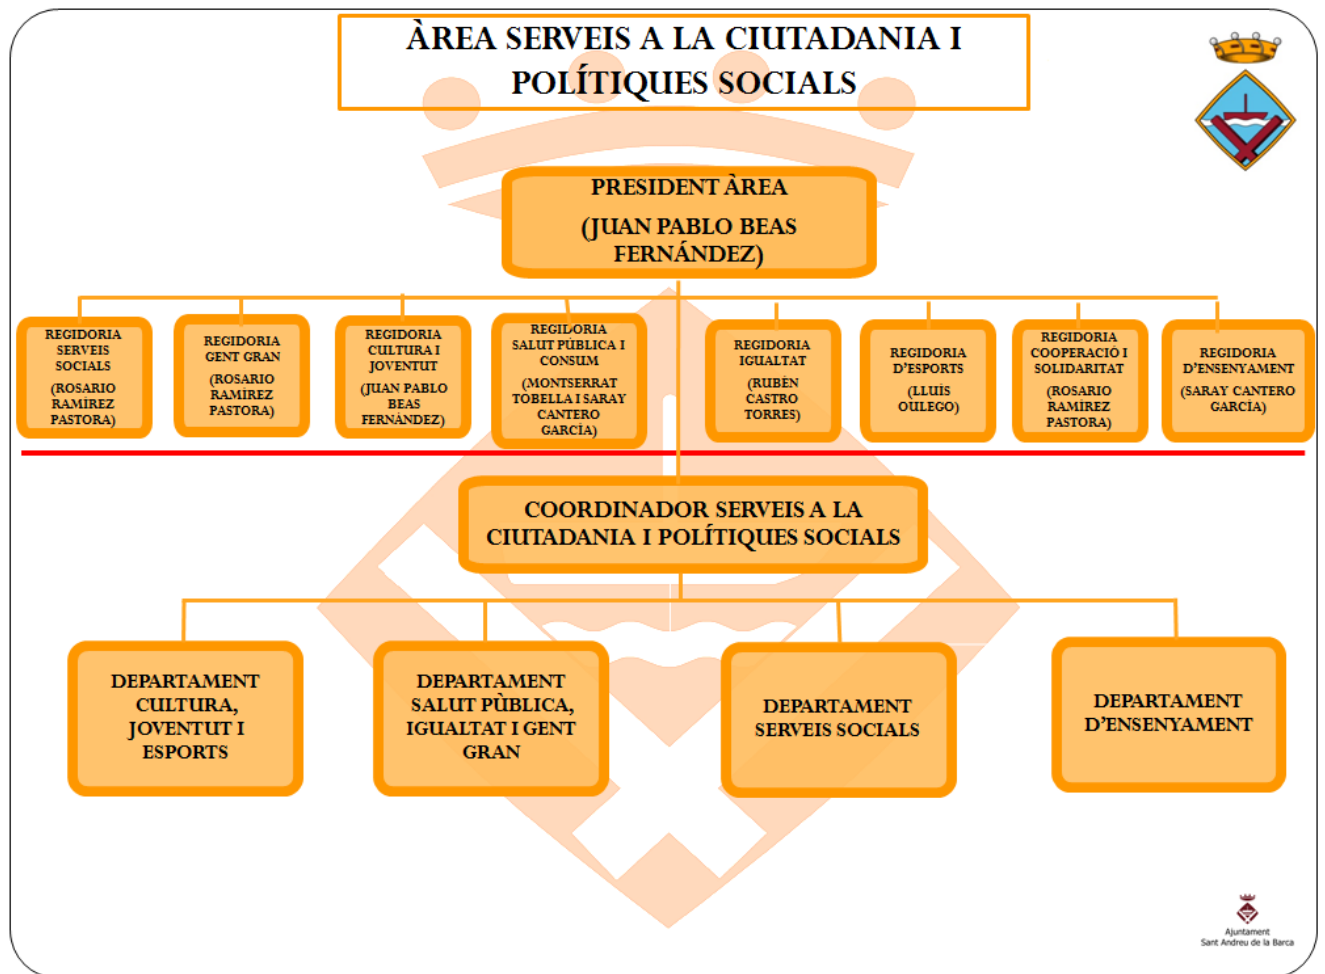 ÀREA SERVEIS A LA CIUTADANIA I
POLÍTIQUES SOCIALS
PRESIDENT ÀREA
(JUAN PABLO BEAS
FERNÁNDEZ)
REGIDORIA
SERVEIS
SOCIALS
(ROSARIO
RAMÍREZ
PASTORA)
REGIDORIA
GENT GRAN
(ROSARIO
RAMÍREZ
PASTORA)
REGIDORIA
CULTURA I
JOVENTUT
(JUAN PABLO
BEAS
FERNÁNDEZ)
REGIDORIA
SALUT PÚBLICA I
CONSUM
(MONTSERRAT
TOBELLA I SARAY
CANTERO
GARCÍA)
REGIDORIA
IGUALTAT
(RUBÉN
CASTRO
TORRES)
REGIDORIA
D'ESPORTS
(LLUÍS
OULEGO)
REGIDORIA
COOPERACIÓ I
SOLIDARITAT
(ROSARIO
RAMÍREZ
PASTORA)
REGIDORIA
D'ENSENYAMENT
(SARAY CANTERO
GARCÍA)
COORDINADOR SERVEIS A LA
CIUTADANIA I POLÍTIQUES SOCIALS
DEPARTAMENT
CULTURA,
JOVENTUT I
ESPORTS
DEPARTAMENT
SALUT PÙBLICA,
IGUALTAT I GENT
GRAN
DEPARTAMENT
SERVEIS SOCIALS
DEPARTAMENT
D'ENSENYAMENT
Ajuntament
Sant Andreu de la Barca